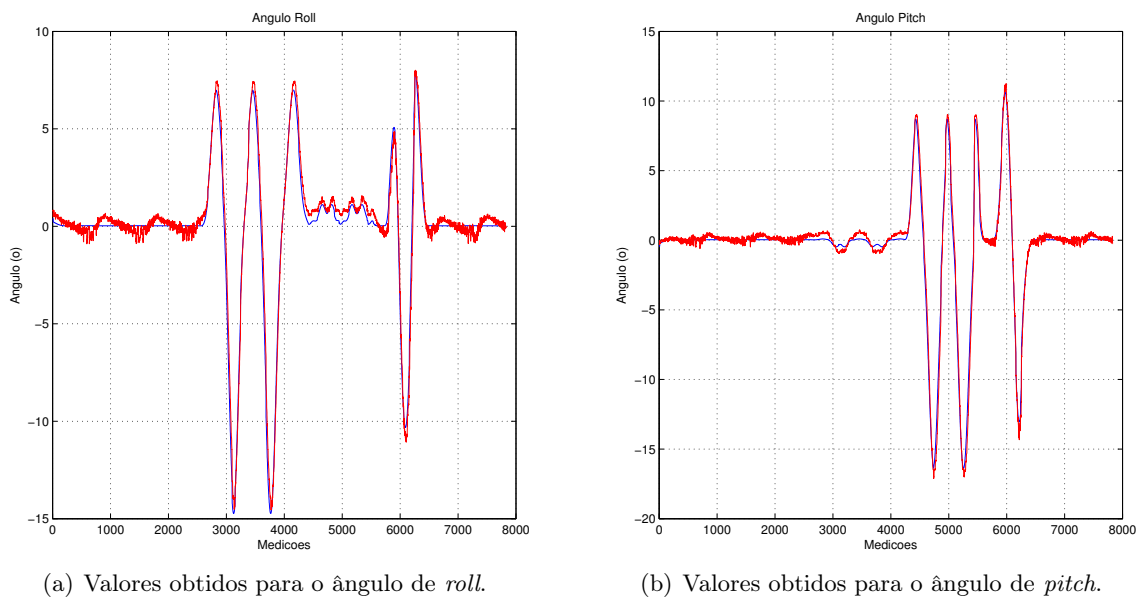 Angulo Roll
10
5
0
−5
−10
−15
Angulo (o)
0 1000 2000 3000 4000 5000 6000 7000 8000
Medicoes
(a) Valores obtidos para o ângulo de roll.
Angulo Pitch
15
10
5
0
−5
−10
−15
−20
Angulo (o)
0 1000 2000 3000 4000 5000 6000 7000 8000
Medicoes
(b) Valores obtidos para o ângulo de pitch.